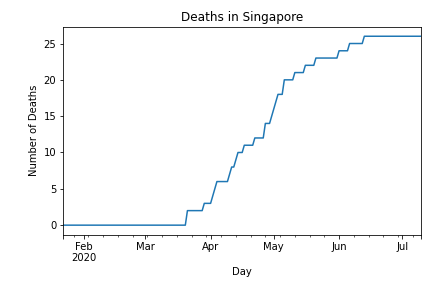 Deaths in Singapore
Number of Deaths
25
20
15
10
5
0
Feb
2020
Mar
Apr
May
Jun
Jul
Day